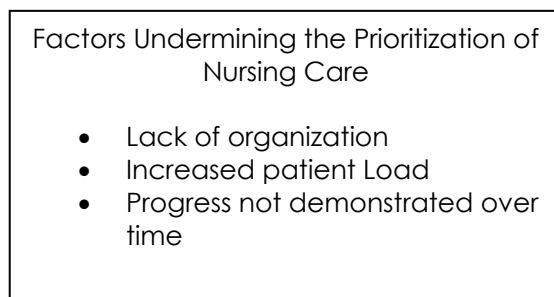 Factors Undermining the Prioritization of
Nursing Care
• Lack of organization
• Increased patient Load
• Progress not demonstrated over
time